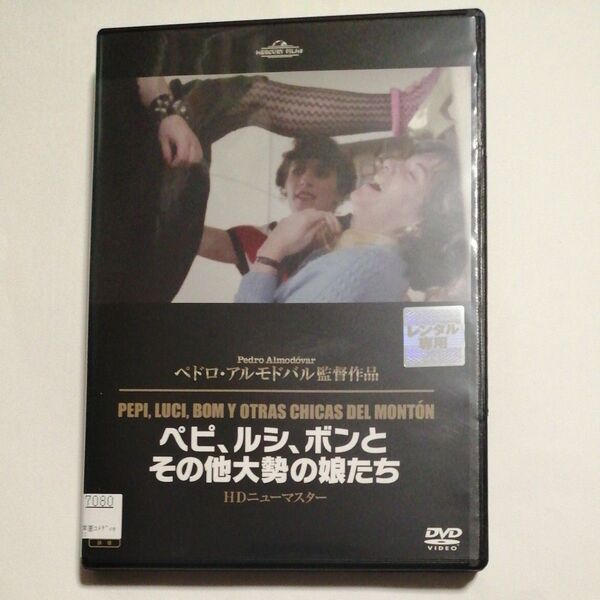 MERCURY FILMS
レンタル
専用
Pedro Almodóvar
ペドロ・アルモドバル監督作品
PEPI, LUCI, BOM Y OTRAS CHICAS DEL MONTÓN
ペピ、ルシ、ボンと
その他大勢の娘たち
HDニューマスター
7080
DVD
VIDEO